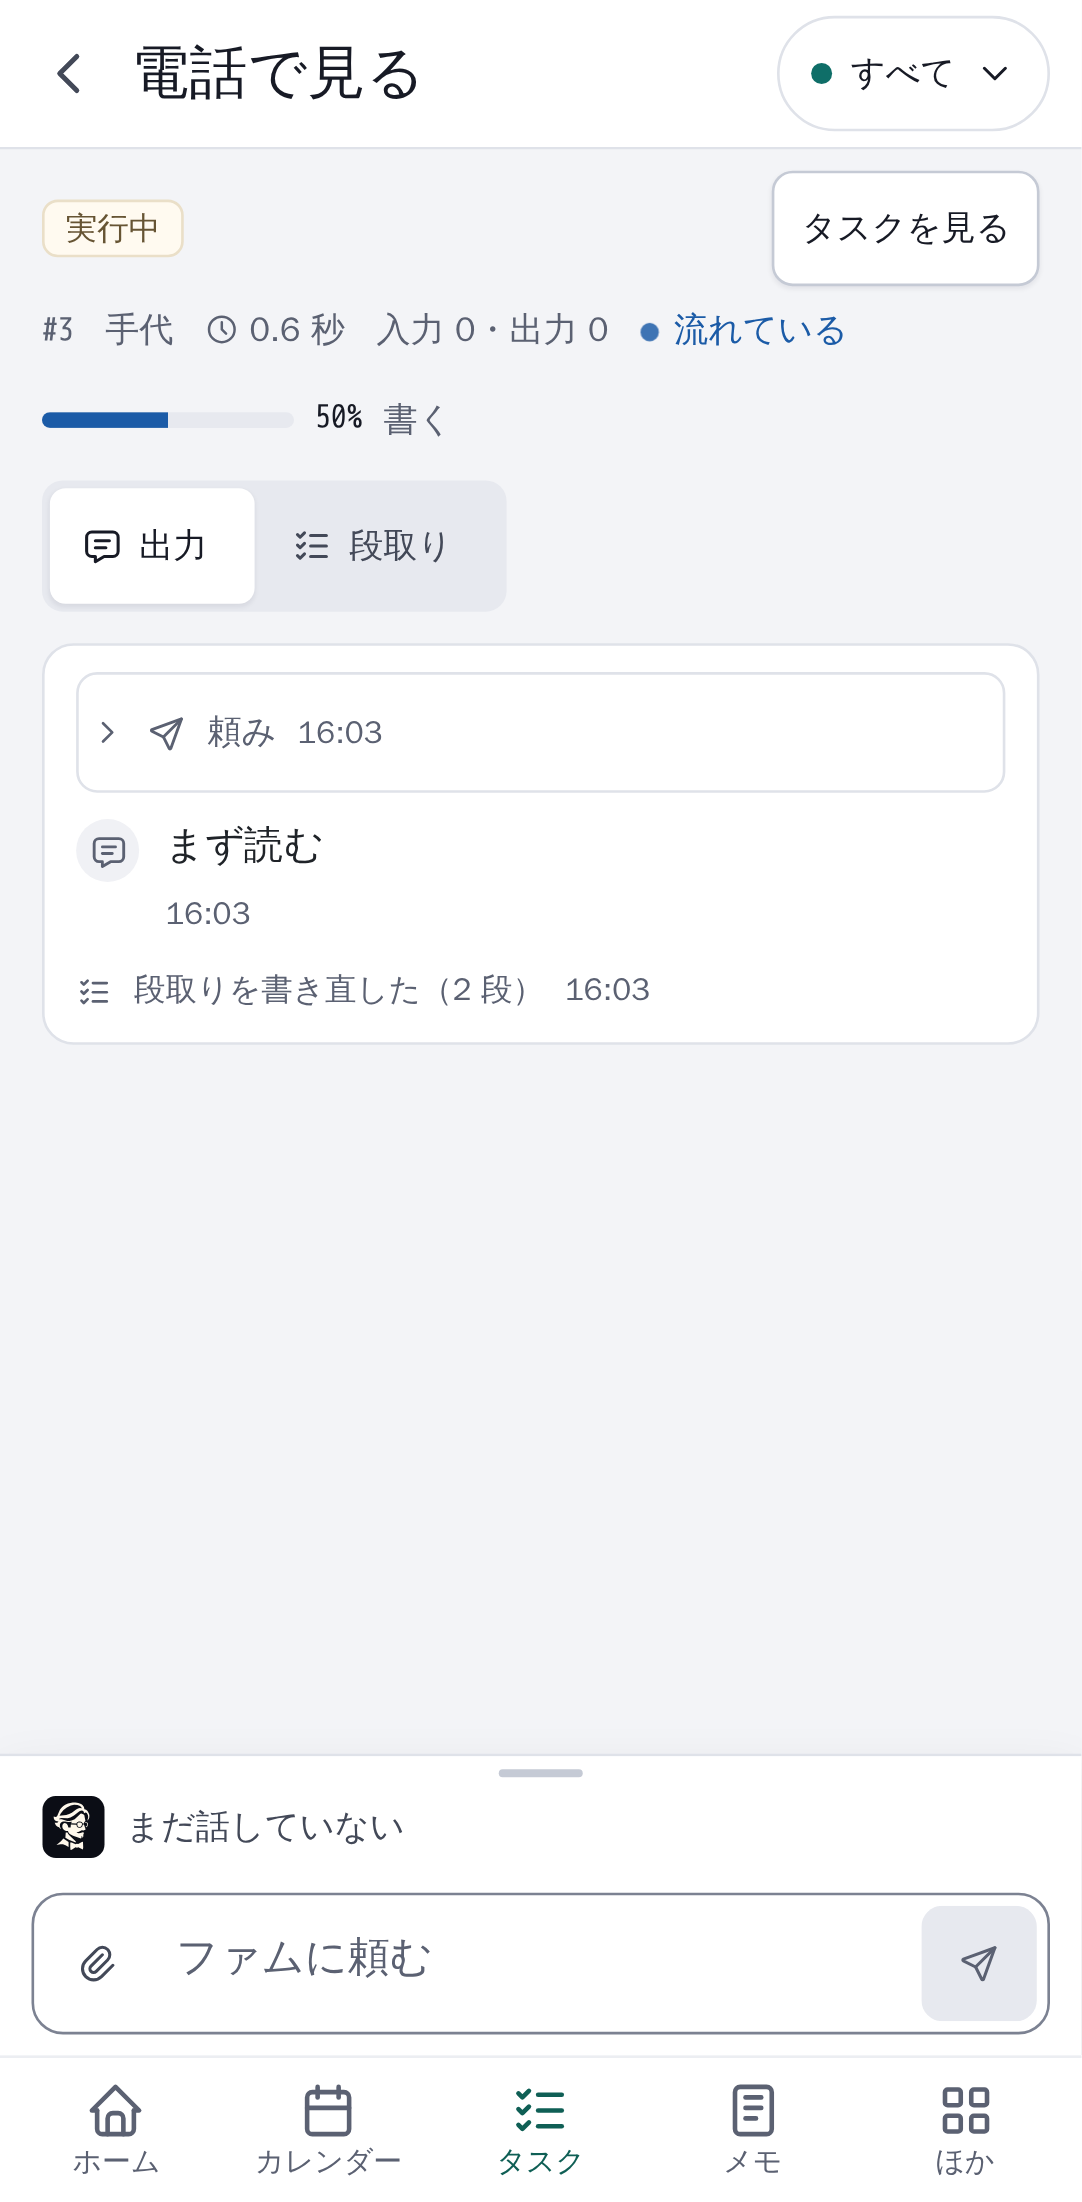 電話で見る
すべて
実行中
タスクを見る
#3 手代 0.6 秒 入力 0・出力 0 流れている
50% 書く
出力 段取り
頼み 16:03
まず読む
16:03
段取りを書き直した（2 段） 16:03
まだ話していない
ファムに頼む
ホーム カレンダー タスク メモ ほか